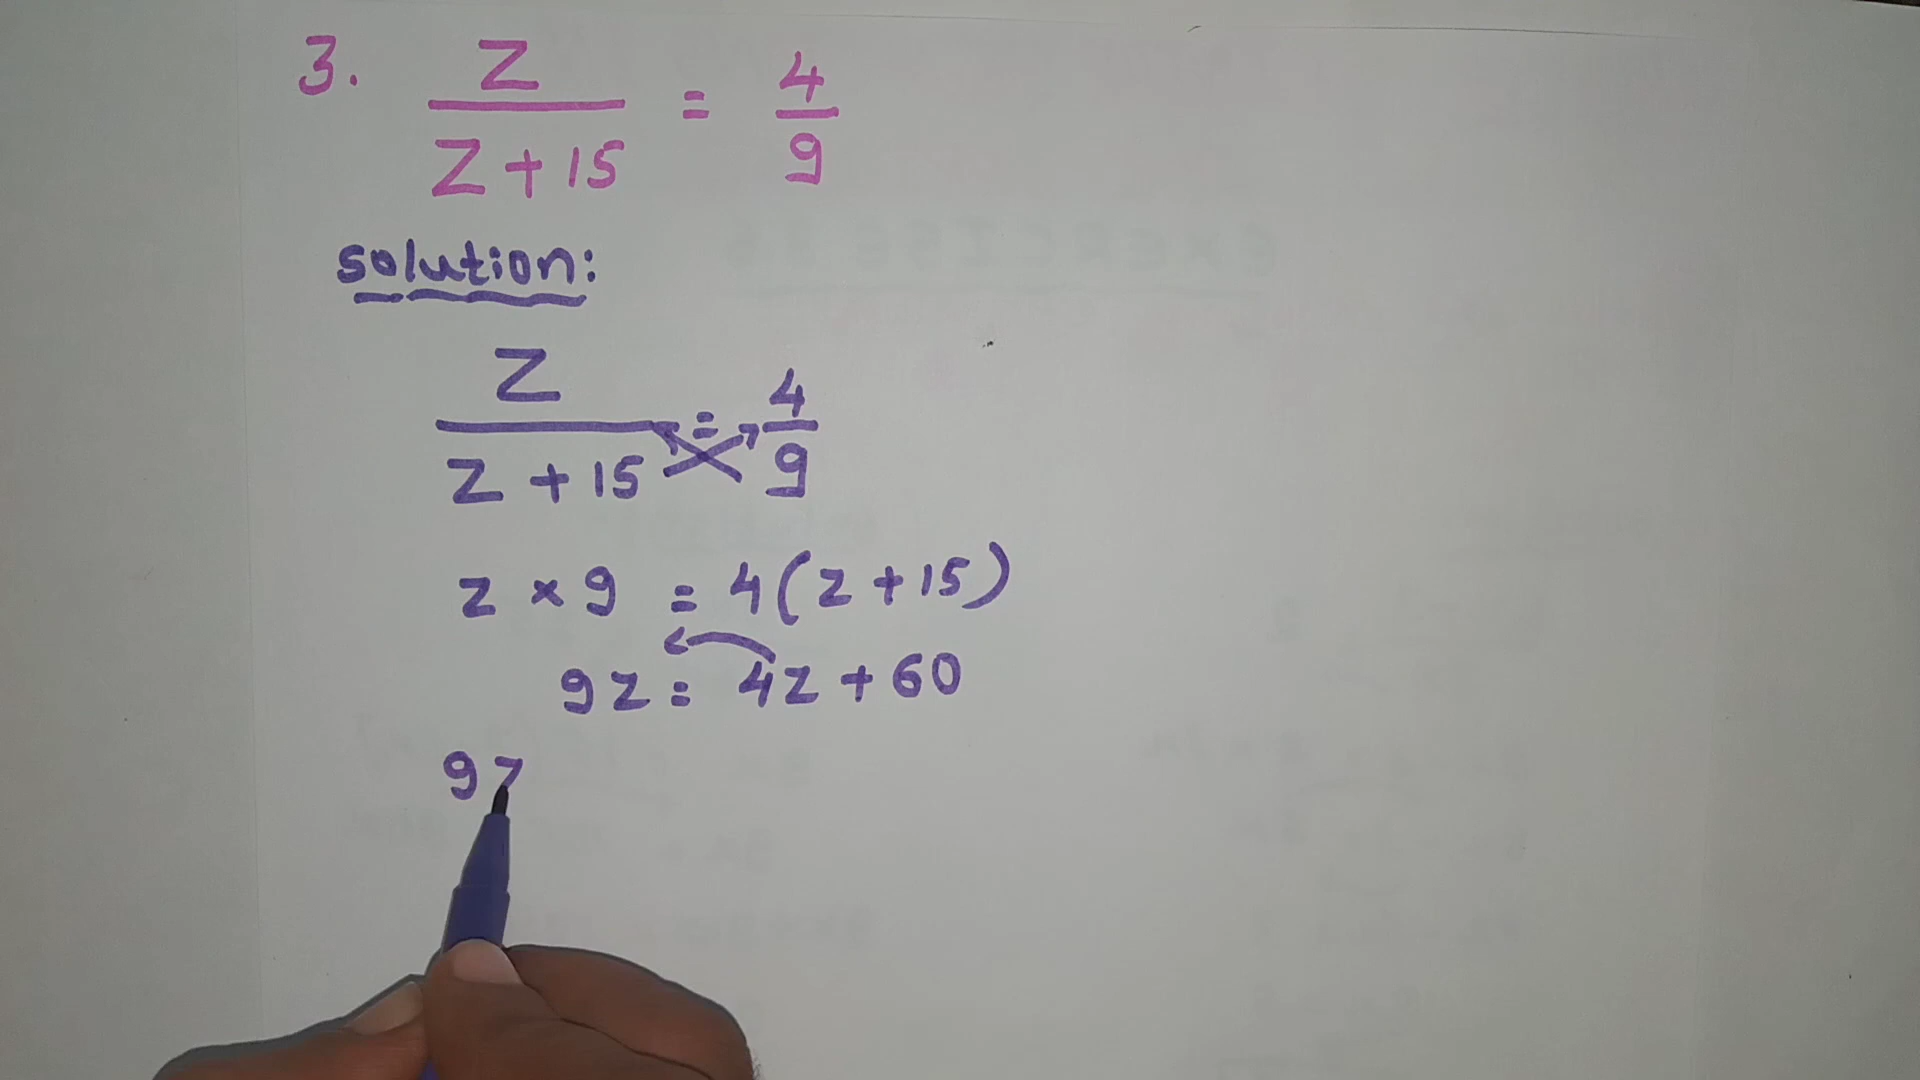 3. z/(z+15) = 4/9
solution:
z/(z+15) = 4/9
z × 9 = 4(z+15)
9z = 4z+60
9z